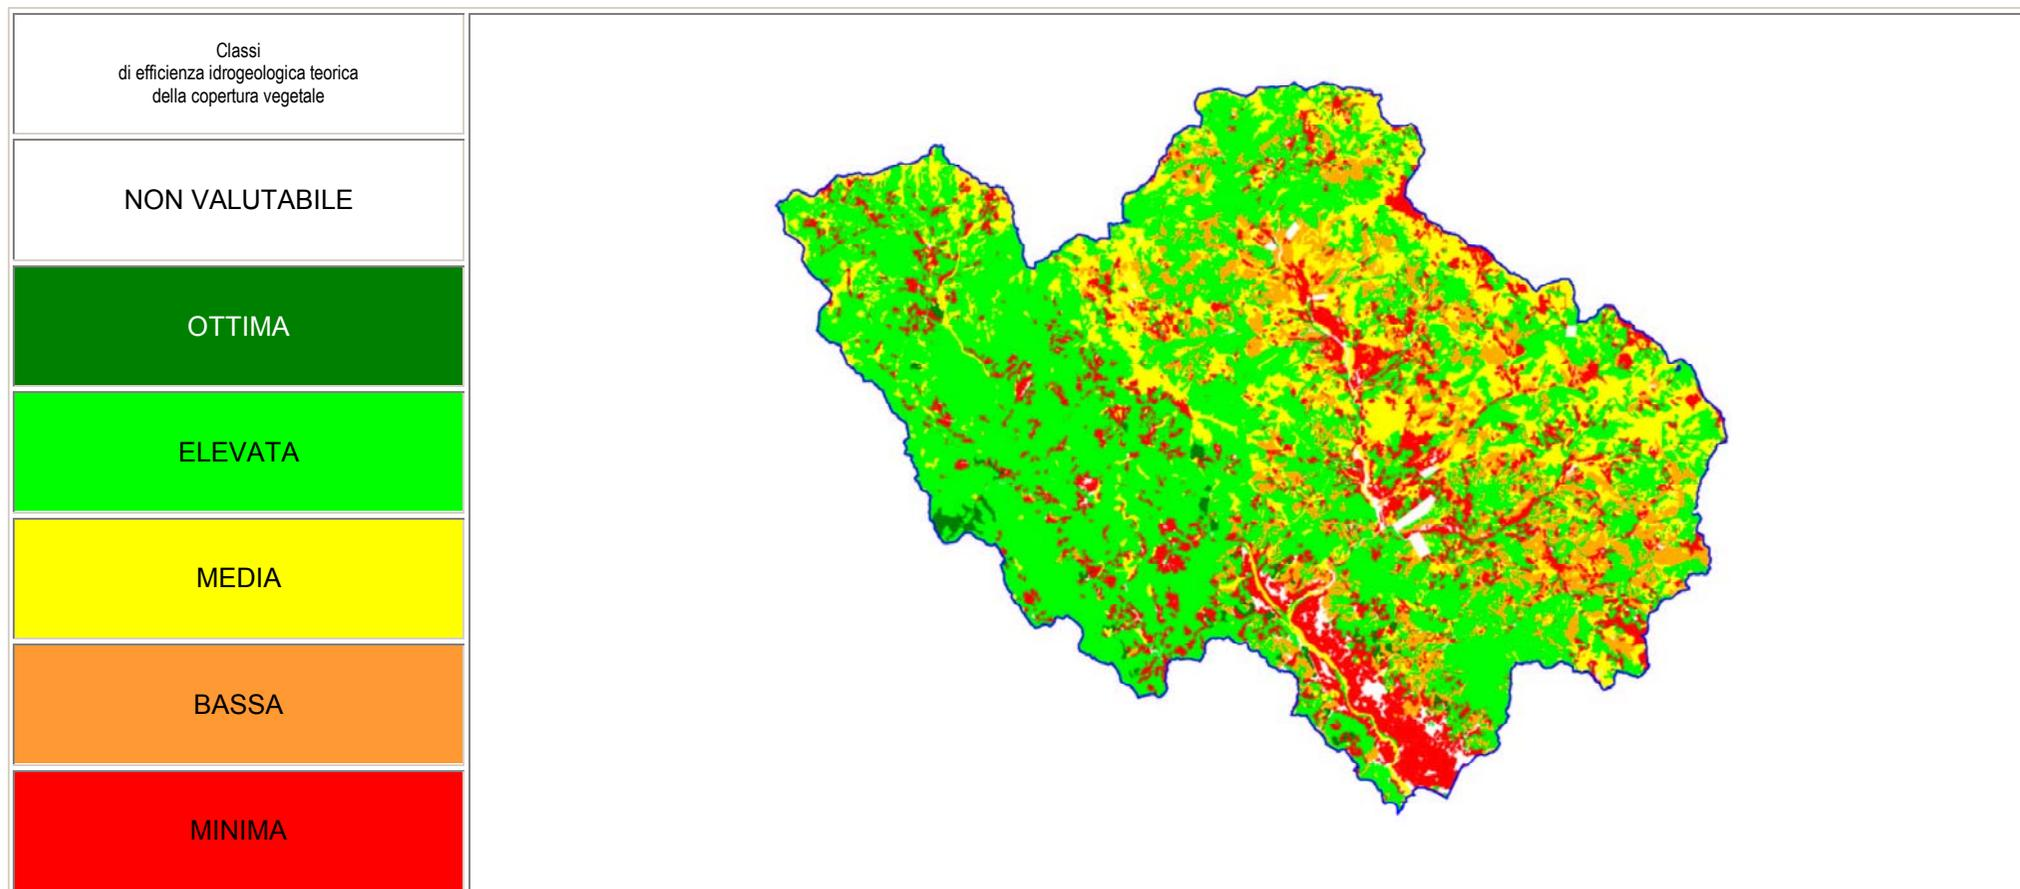 Classi
di efficienza idrogeologica teorica
della copertura vegetale
NON VALUTABILE
OTTIMA
ELEVATA
MEDIA
BASSA
MINIMA